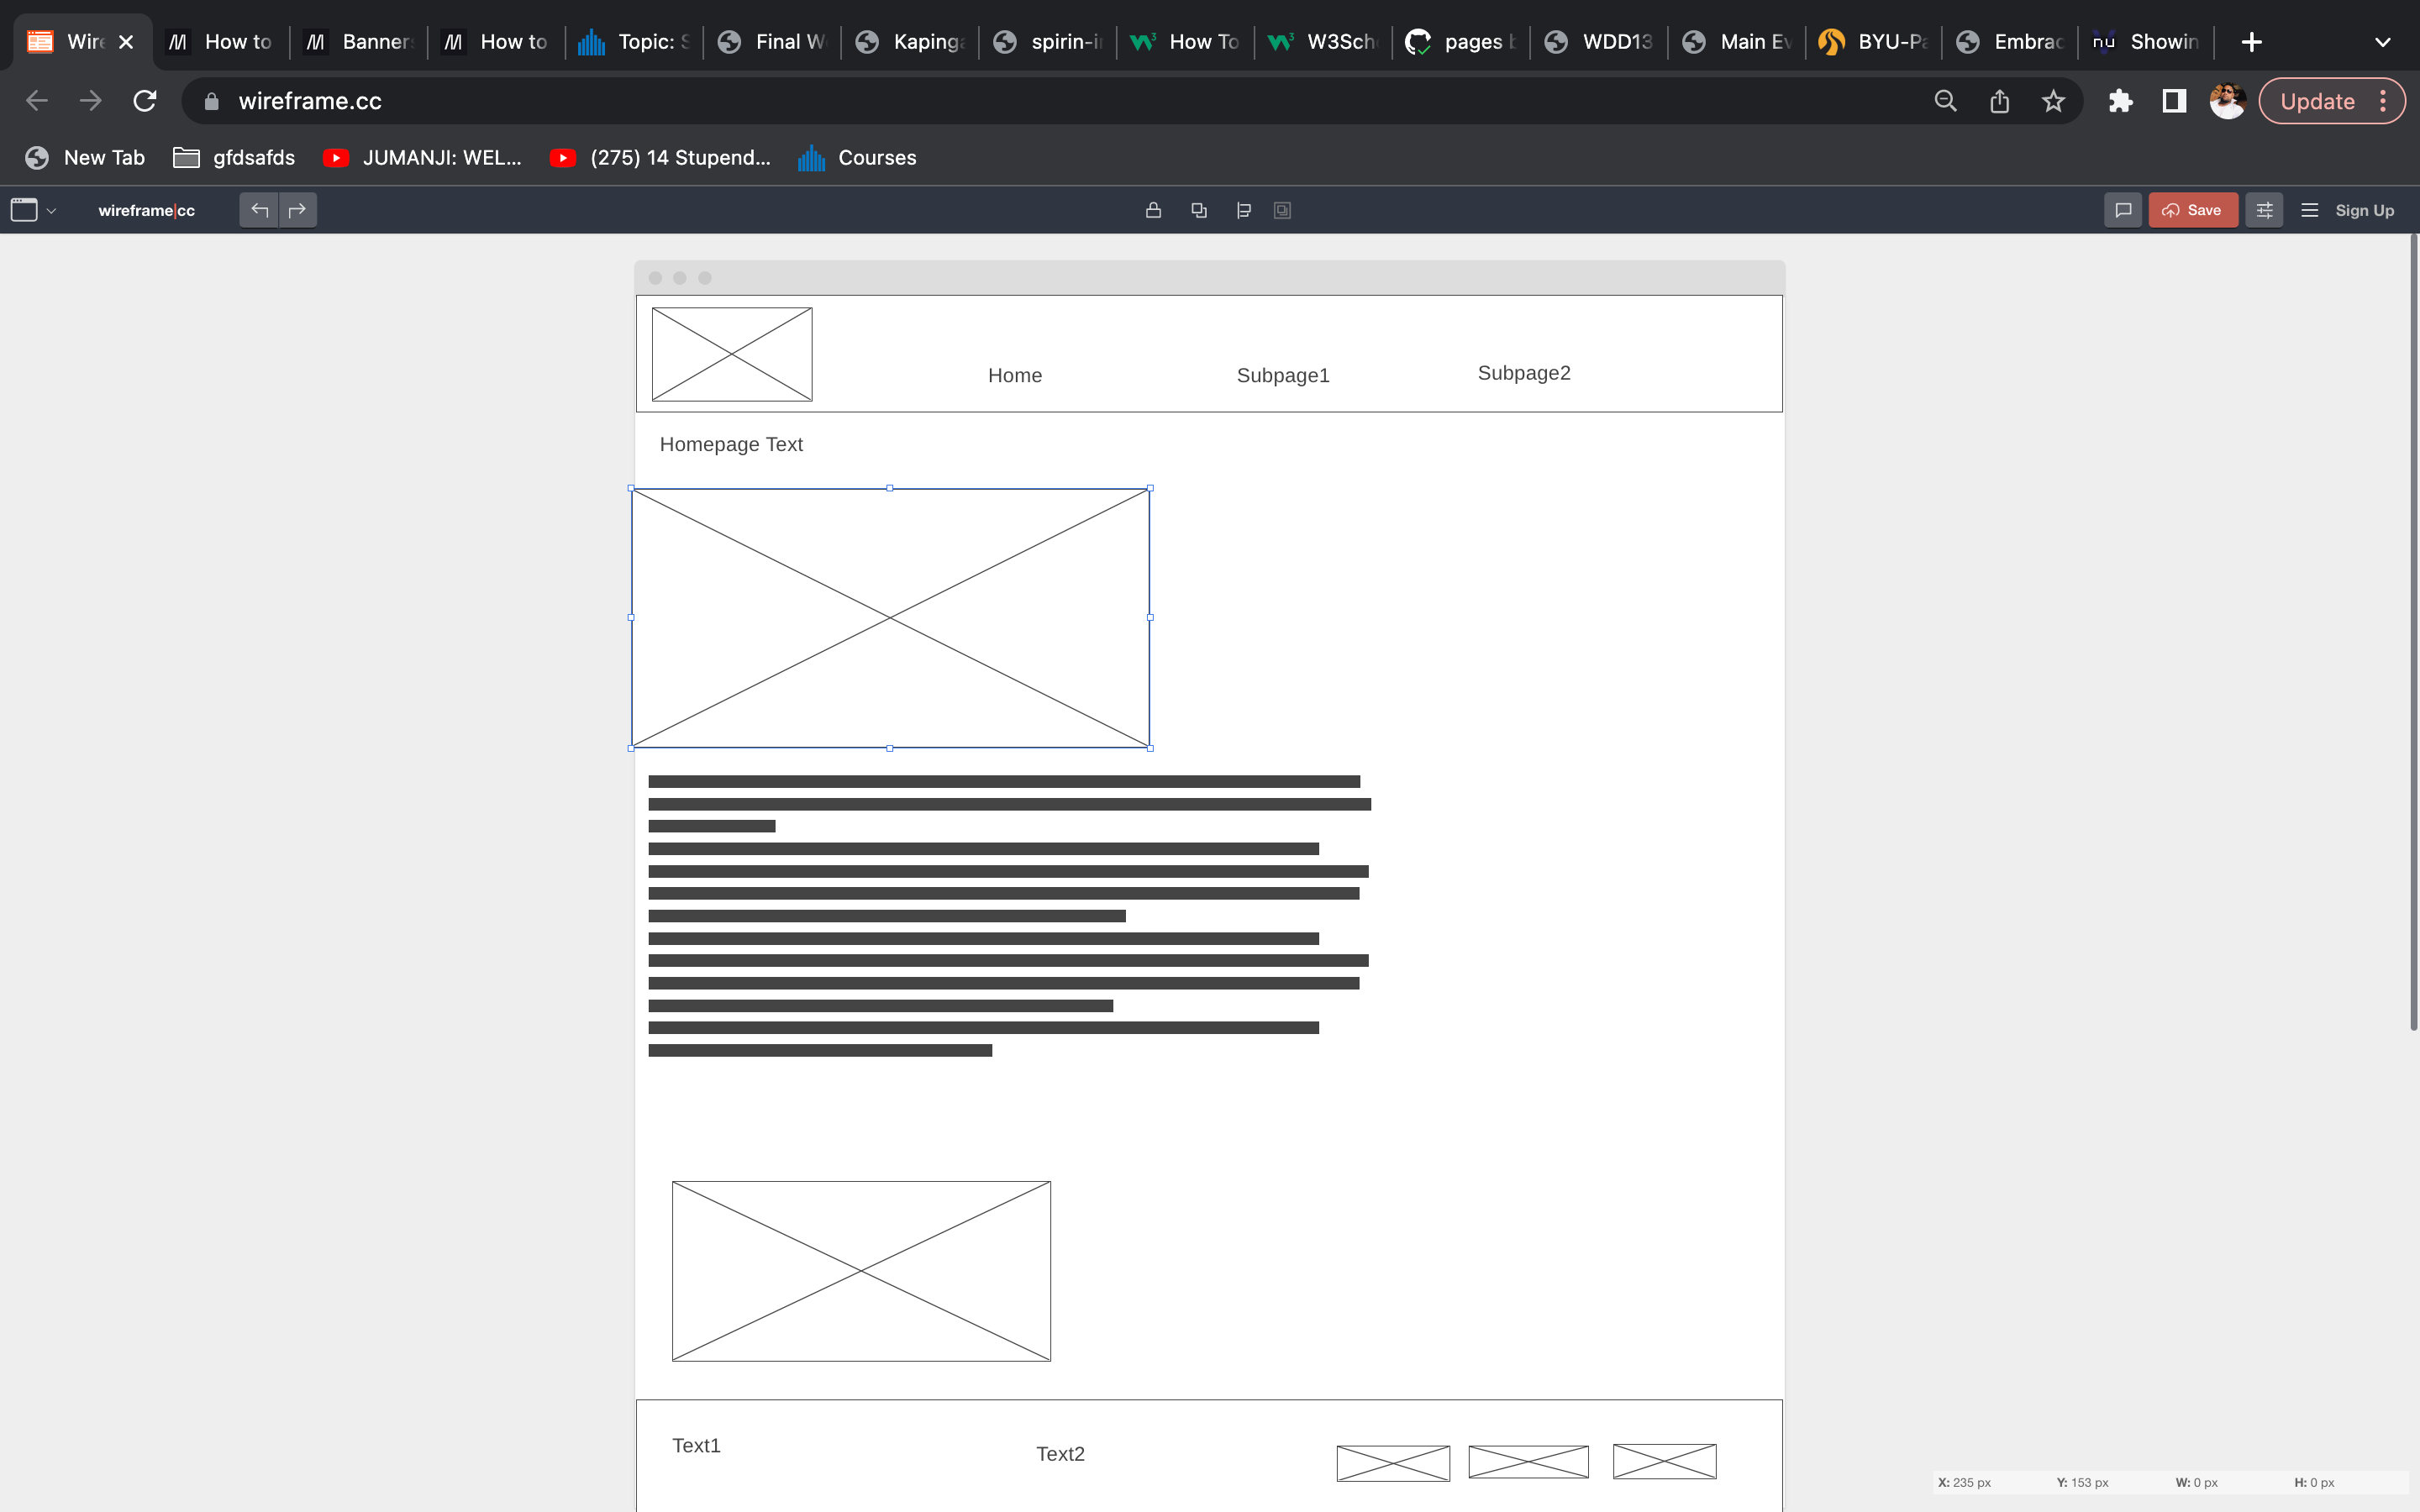 Wire How to Banner How to Topic: S Final W Kapinga spirin-i How To W3Sch pages b WDD13 Main Ev BYU-Pa Embrac Showin
wireframe.cc Update
New Tab gfdsafds JUMANJI: WEL... (275) 14 Stupend... Courses
wireframe|cc Save Sign Up
Home Subpage1 Subpage2
Homepage Text
Text1 Text2
X: 235 px Y: 153 px W: 0 px H: 0 px